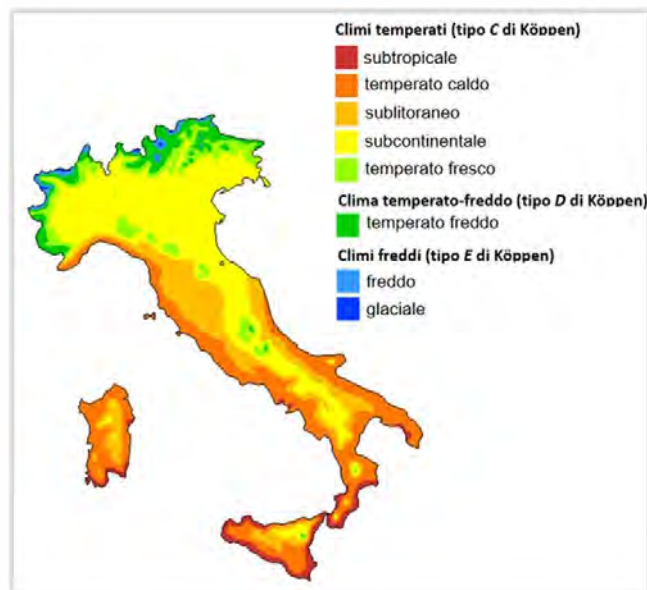 Climi temperati (tipo C di Köppen)
subtropicale
temperato caldo
sublitoraneo
subcontinentale
temperato fresco
Clima temperato-freddo (tipo D di Köppen)
temperato freddo
Climi freddi (tipo E di Köppen)
freddo
glaciale